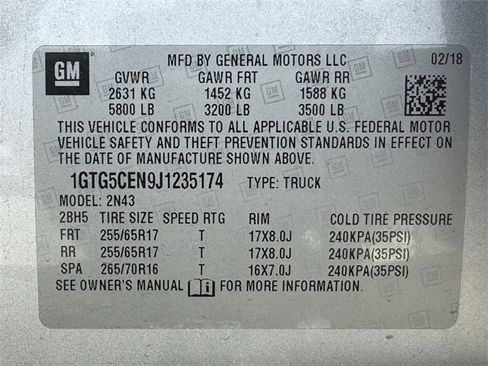 GM MFD BY GENERAL MOTORS LLC 02/18
GVWR GAWR FRT GAWR RR
2631 KG 1452 KG 1588 KG
5800 LB 3200 LB 3500 LB
THIS VEHICLE CONFORMS TO ALL APPLICABLE U.S. FEDERAL MOTOR
VEHICLE SAFETY AND THEFT PREVENTION STANDARDS IN EFFECT ON
THE DATE OF MANUFACTURE SHOWN ABOVE.
1GTG5CEN9J1235174 TYPE: TRUCK
MODEL: 2N43
2BH5 TIRE SIZE SPEED RTG RIM COLD TIRE PRESSURE
FRT 255/65R17 T 17X8.0J 240KPA(35PSI)
RR 255/65R17 T 17X8.0J 240KPA(35PSI)
SPA 265/70R16 T 16X7.0J 240KPA(35PSI)
SEE OWNER'S MANUAL FOR MORE INFORMATION.